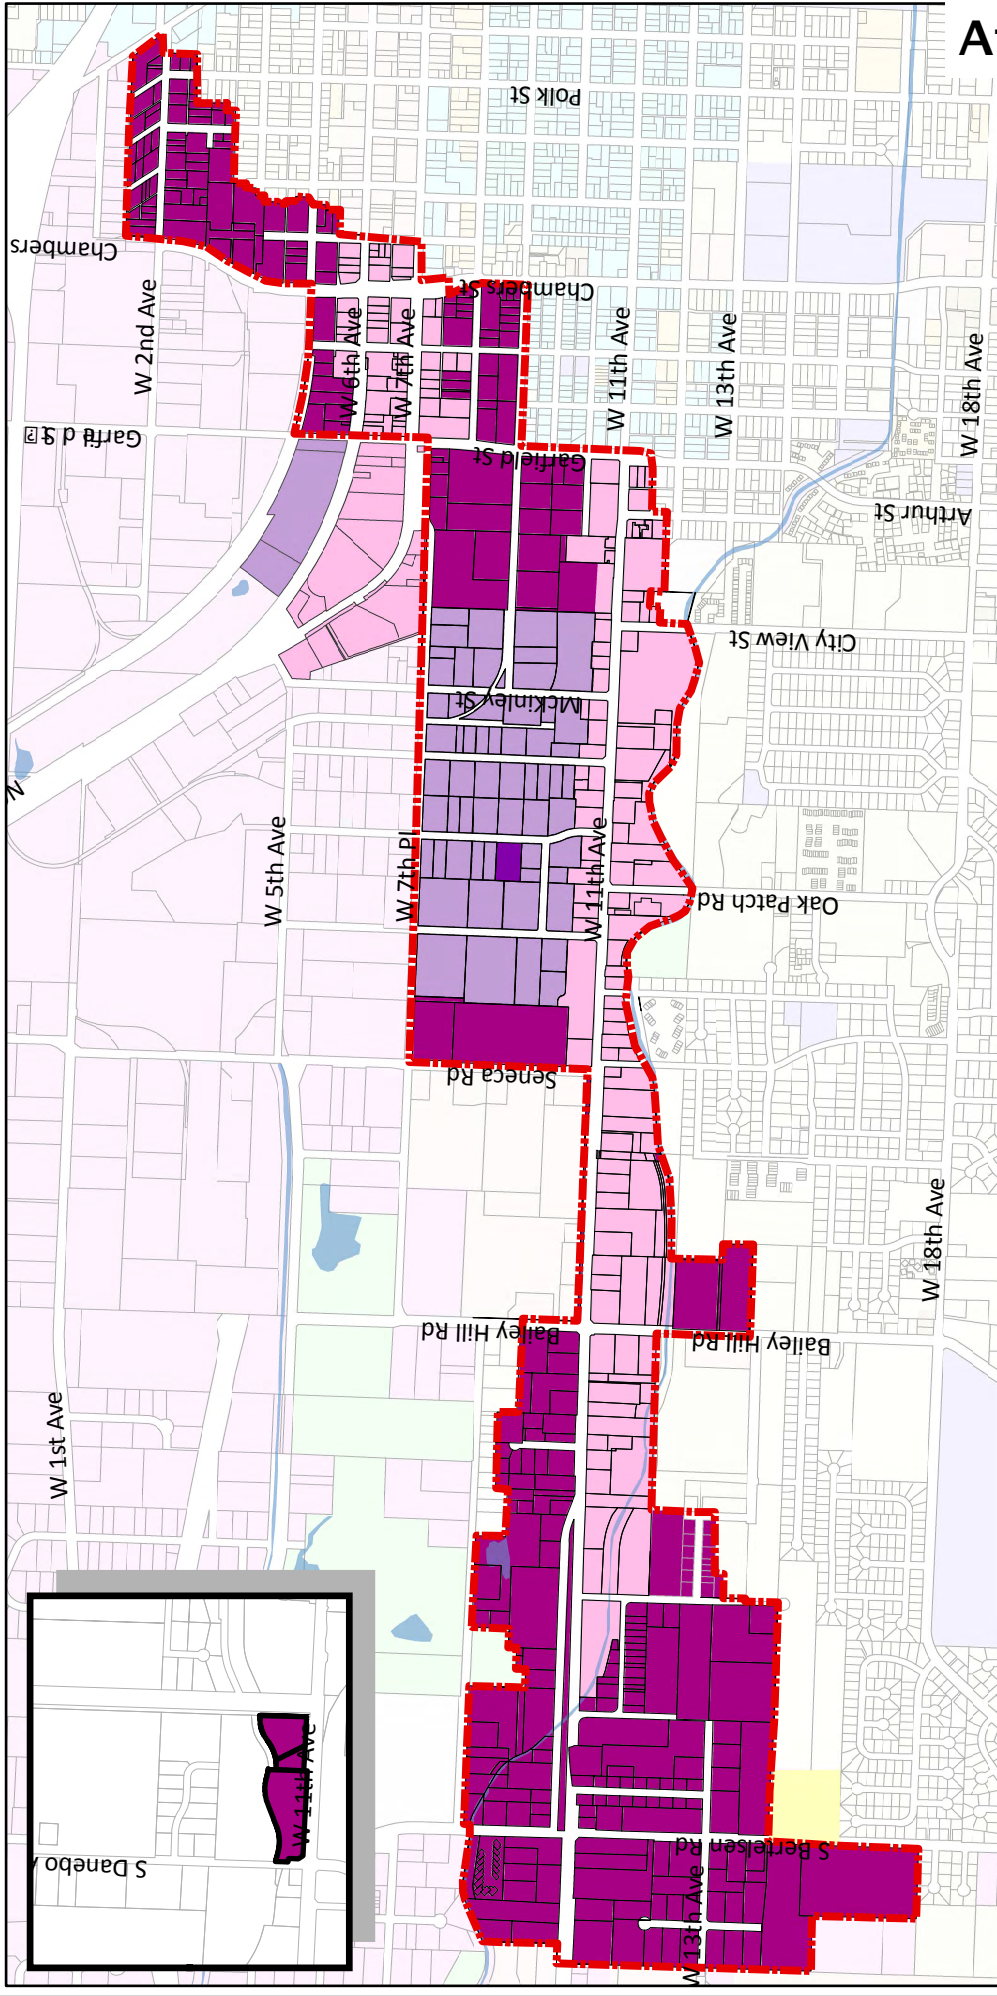 A
Polk St
Chambers
W 2nd Ave
Chambers St
W 6th Ave
W 7th Ave
W 11th Ave
W 13th Ave
W 18th Ave
Garfield St
Arthur St
City View St
McKinley St
W 5th Ave
W 7th Pl
W 11th Ave
Oak Patch Rd
Seneca Rd
W 18th Ave
Bailey Hill Rd
Bailey Hill Rd
W 1st Ave
W 11th Ave
S Danebo
S Bertelsen Rd
W 13th Ave